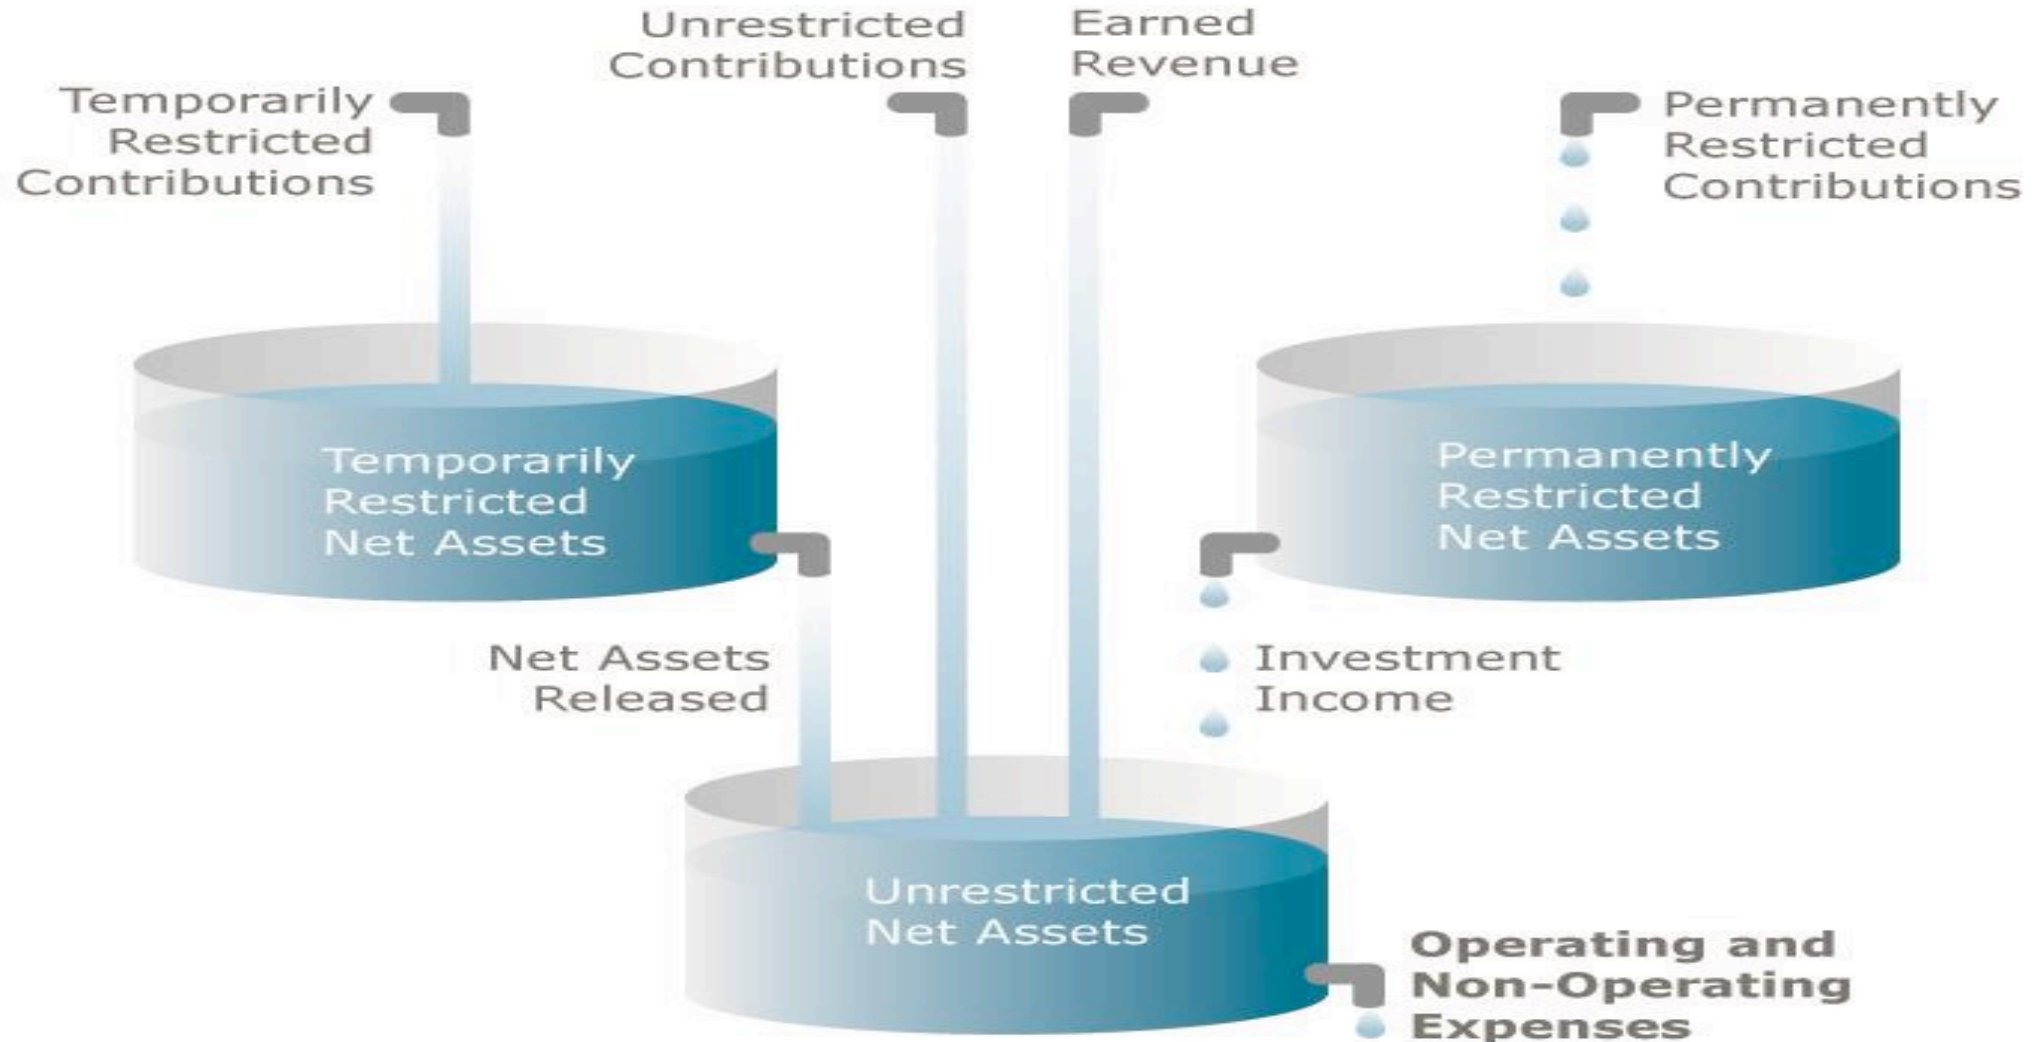 Unrestricted
Contributions
Earned
Revenue
Temporarily
Restricted
Contributions
Permanently
Restricted
Contributions
Temporarily
Restricted
Net Assets
Permanently
Restricted
Net Assets
Net Assets
Released
Investment
Income
Unrestricted
Net Assets
Operating and
Non-Operating
Expenses